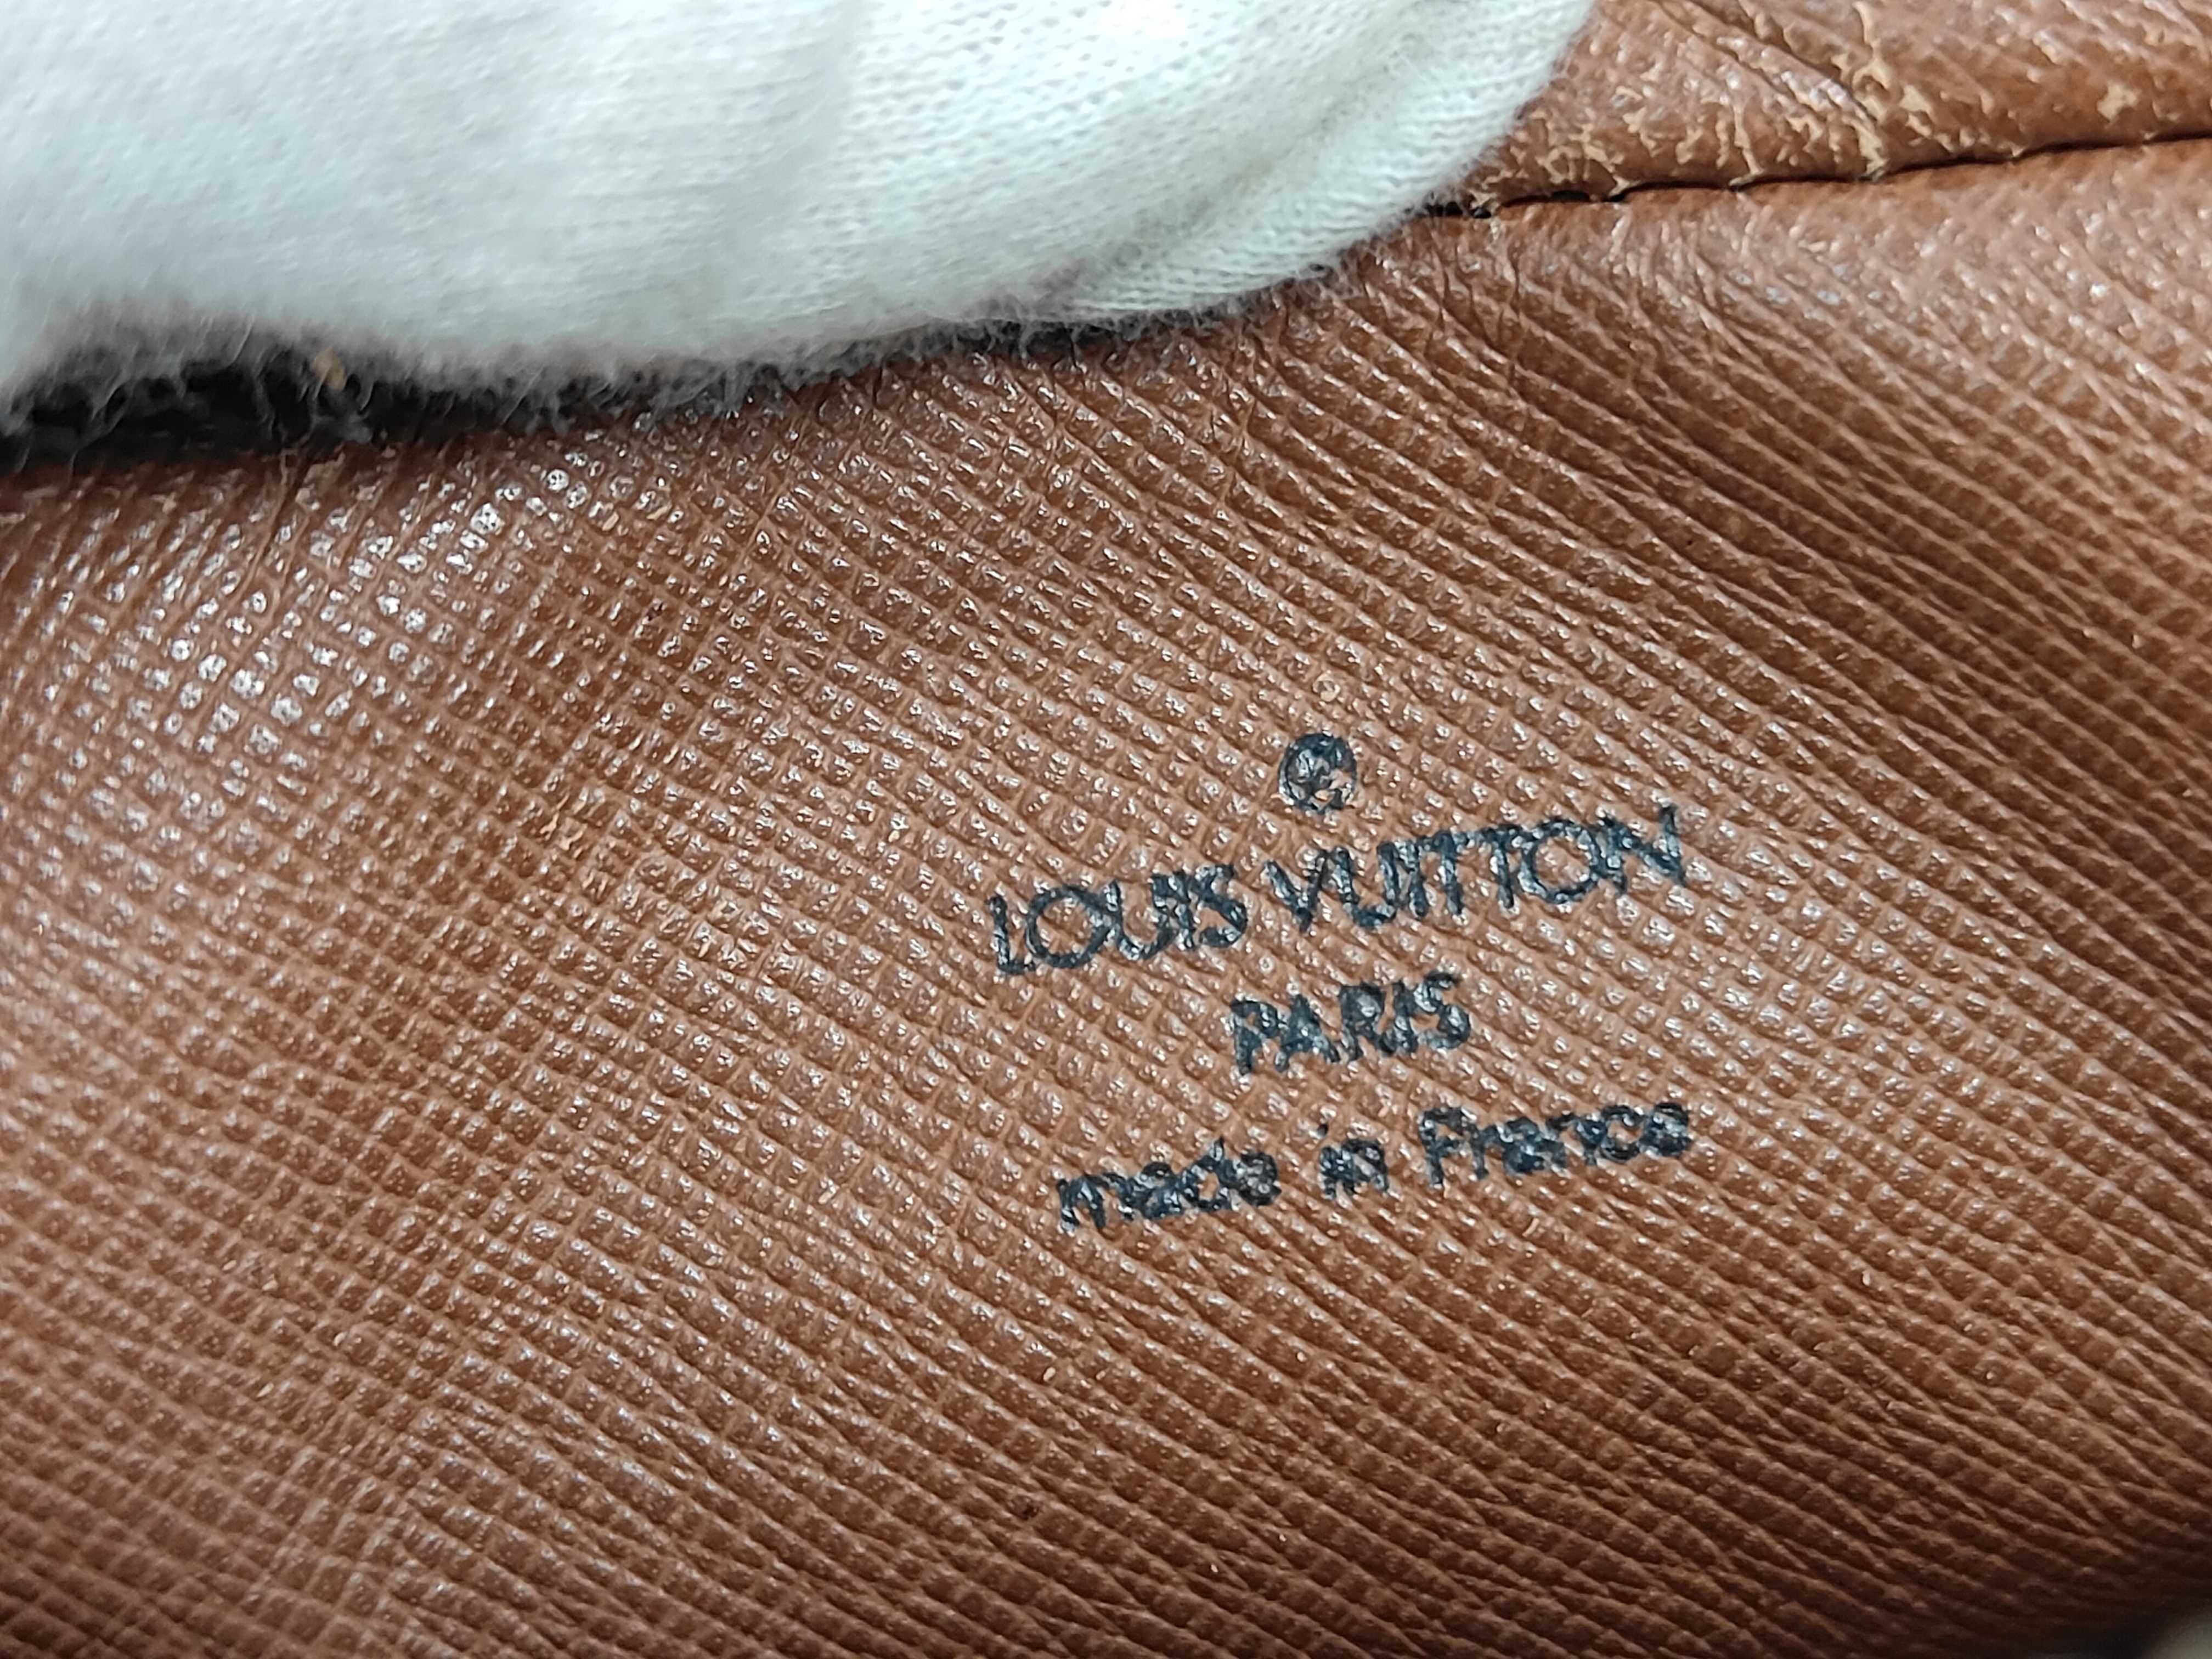 ®
LOUIS VUITTON
PARIS
made in France